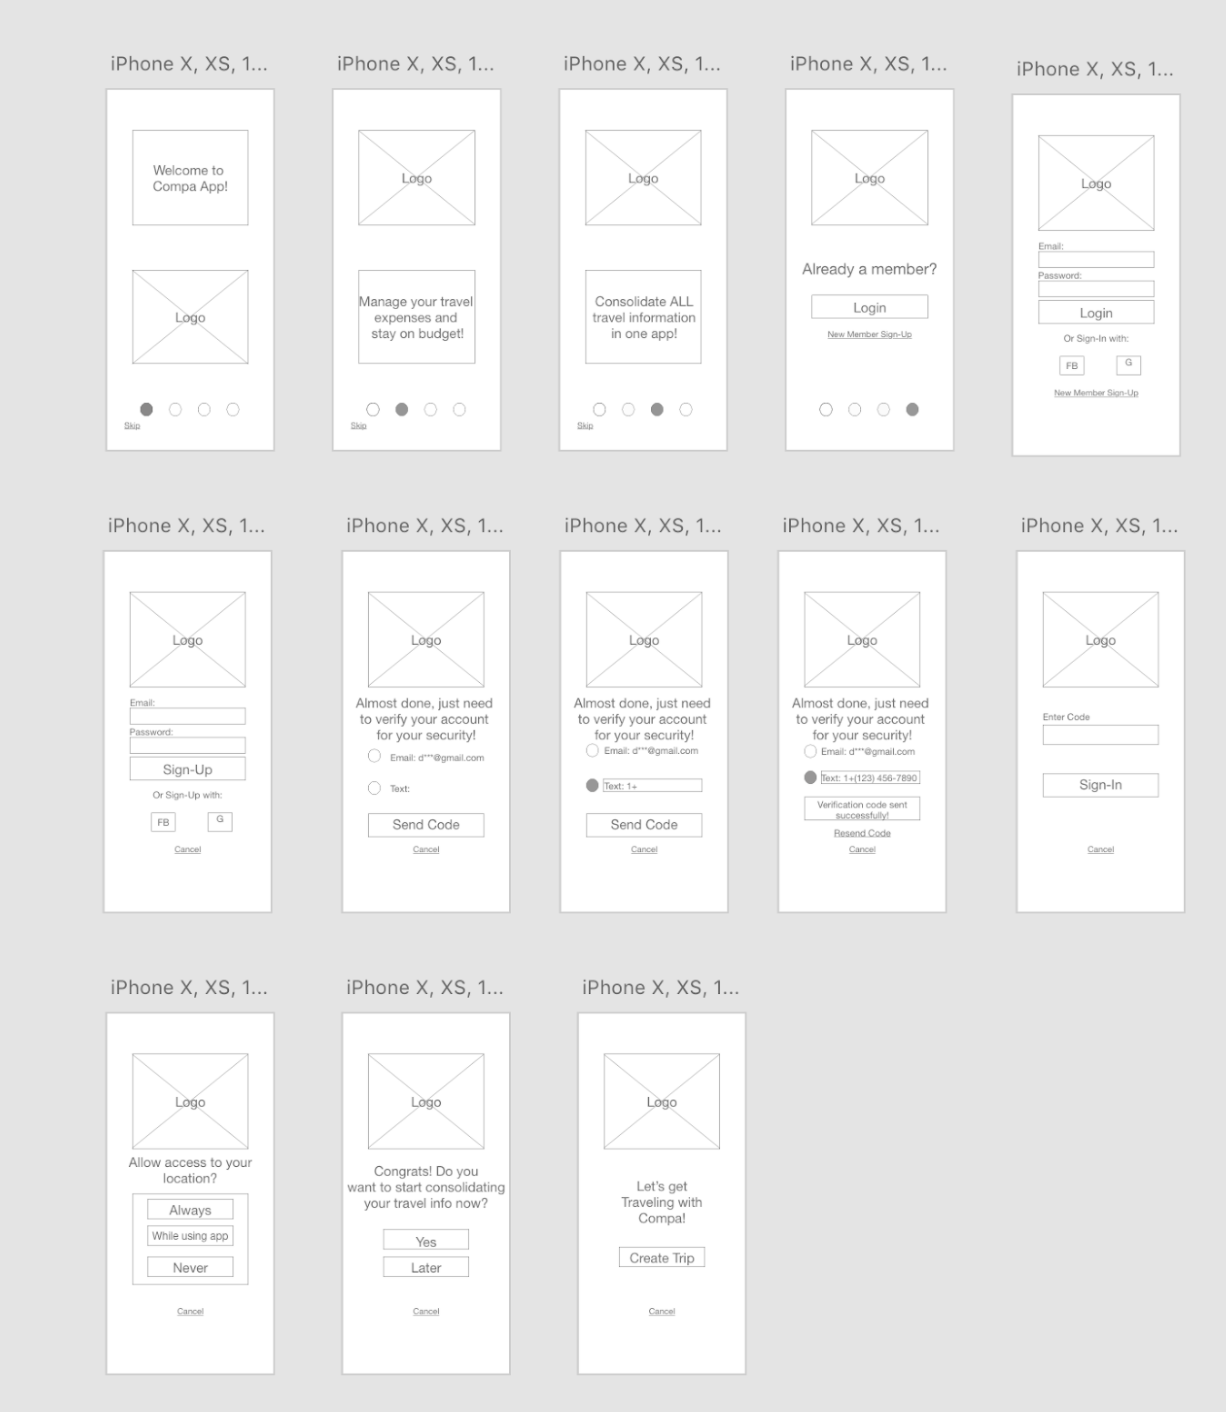 iPhone X, XS, 1...
Welcome to
Compa App!
Logo
Skip
iPhone X, XS, 1...
Logo
Manage your travel
expenses and
stay on budget!
Skip
iPhone X, XS, 1...
Logo
Consolidate ALL
travel information
in one app!
Skip
iPhone X, XS, 1...
Logo
Already a member?
Login
New Member Sign-Up
iPhone X, XS, 1...
Logo
Email:
Password:
Login
Or Sign-In with:
FB
G
New Member Sign-Up
iPhone X, XS, 1...
Logo
Email:
Password:
Sign-Up
Or Sign-Up with:
FB
G
Cancel
iPhone X, XS, 1...
Logo
Almost done, just need
to verify your account
for your security!
Email: d***@gmail.com
Text:
Send Code
Cancel
iPhone X, XS, 1...
Logo
Almost done, just need
to verify your account
for your security!
Email: d***@gmail.com
Text: 1+
Send Code
Cancel
iPhone X, XS, 1...
Logo
Almost done, just need
to verify your account
for your security!
Email: d***@gmail.com
Text: 1+(123) 456-7890
Verification code sent
successfully!
Resend Code
Cancel
iPhone X, XS, 1...
Logo
Enter Code
Sign-In
Cancel
iPhone X, XS, 1...
Logo
Allow access to your
location?
Always
While using app
Never
Cancel
iPhone X, XS, 1...
Logo
Congrats! Do you
want to start consolidating
your travel info now?
Yes
Later
Cancel
iPhone X, XS, 1...
Logo
Let's get
Traveling with
Compa!
Create Trip
Cancel